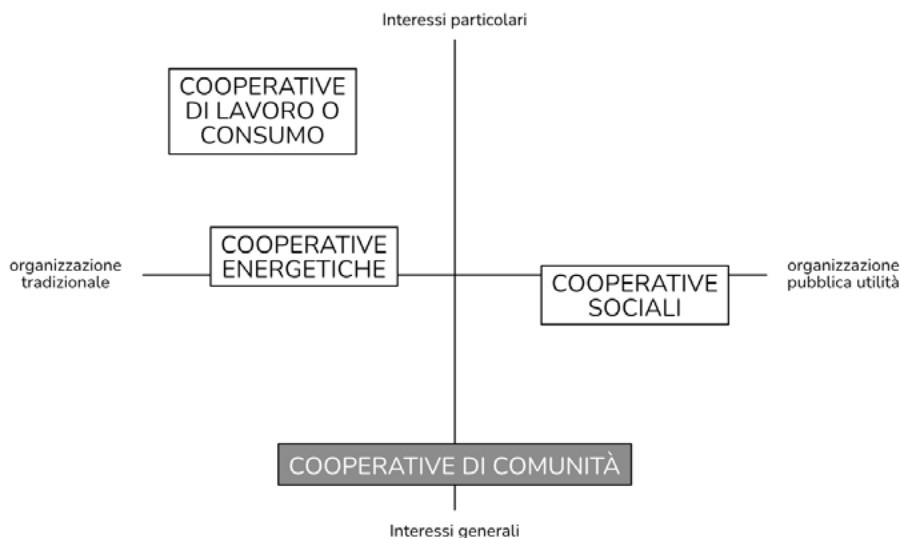 Interessi particolari
COOPERATIVE
DI LAVORO O
CONSUMO
COOPERATIVE
ENERGETICHE
organizzazione
tradizionale
COOPERATIVE
SOCIALI
organizzazione
pubblica utilità
COOPERATIVE DI COMUNITÀ
Interessi generali